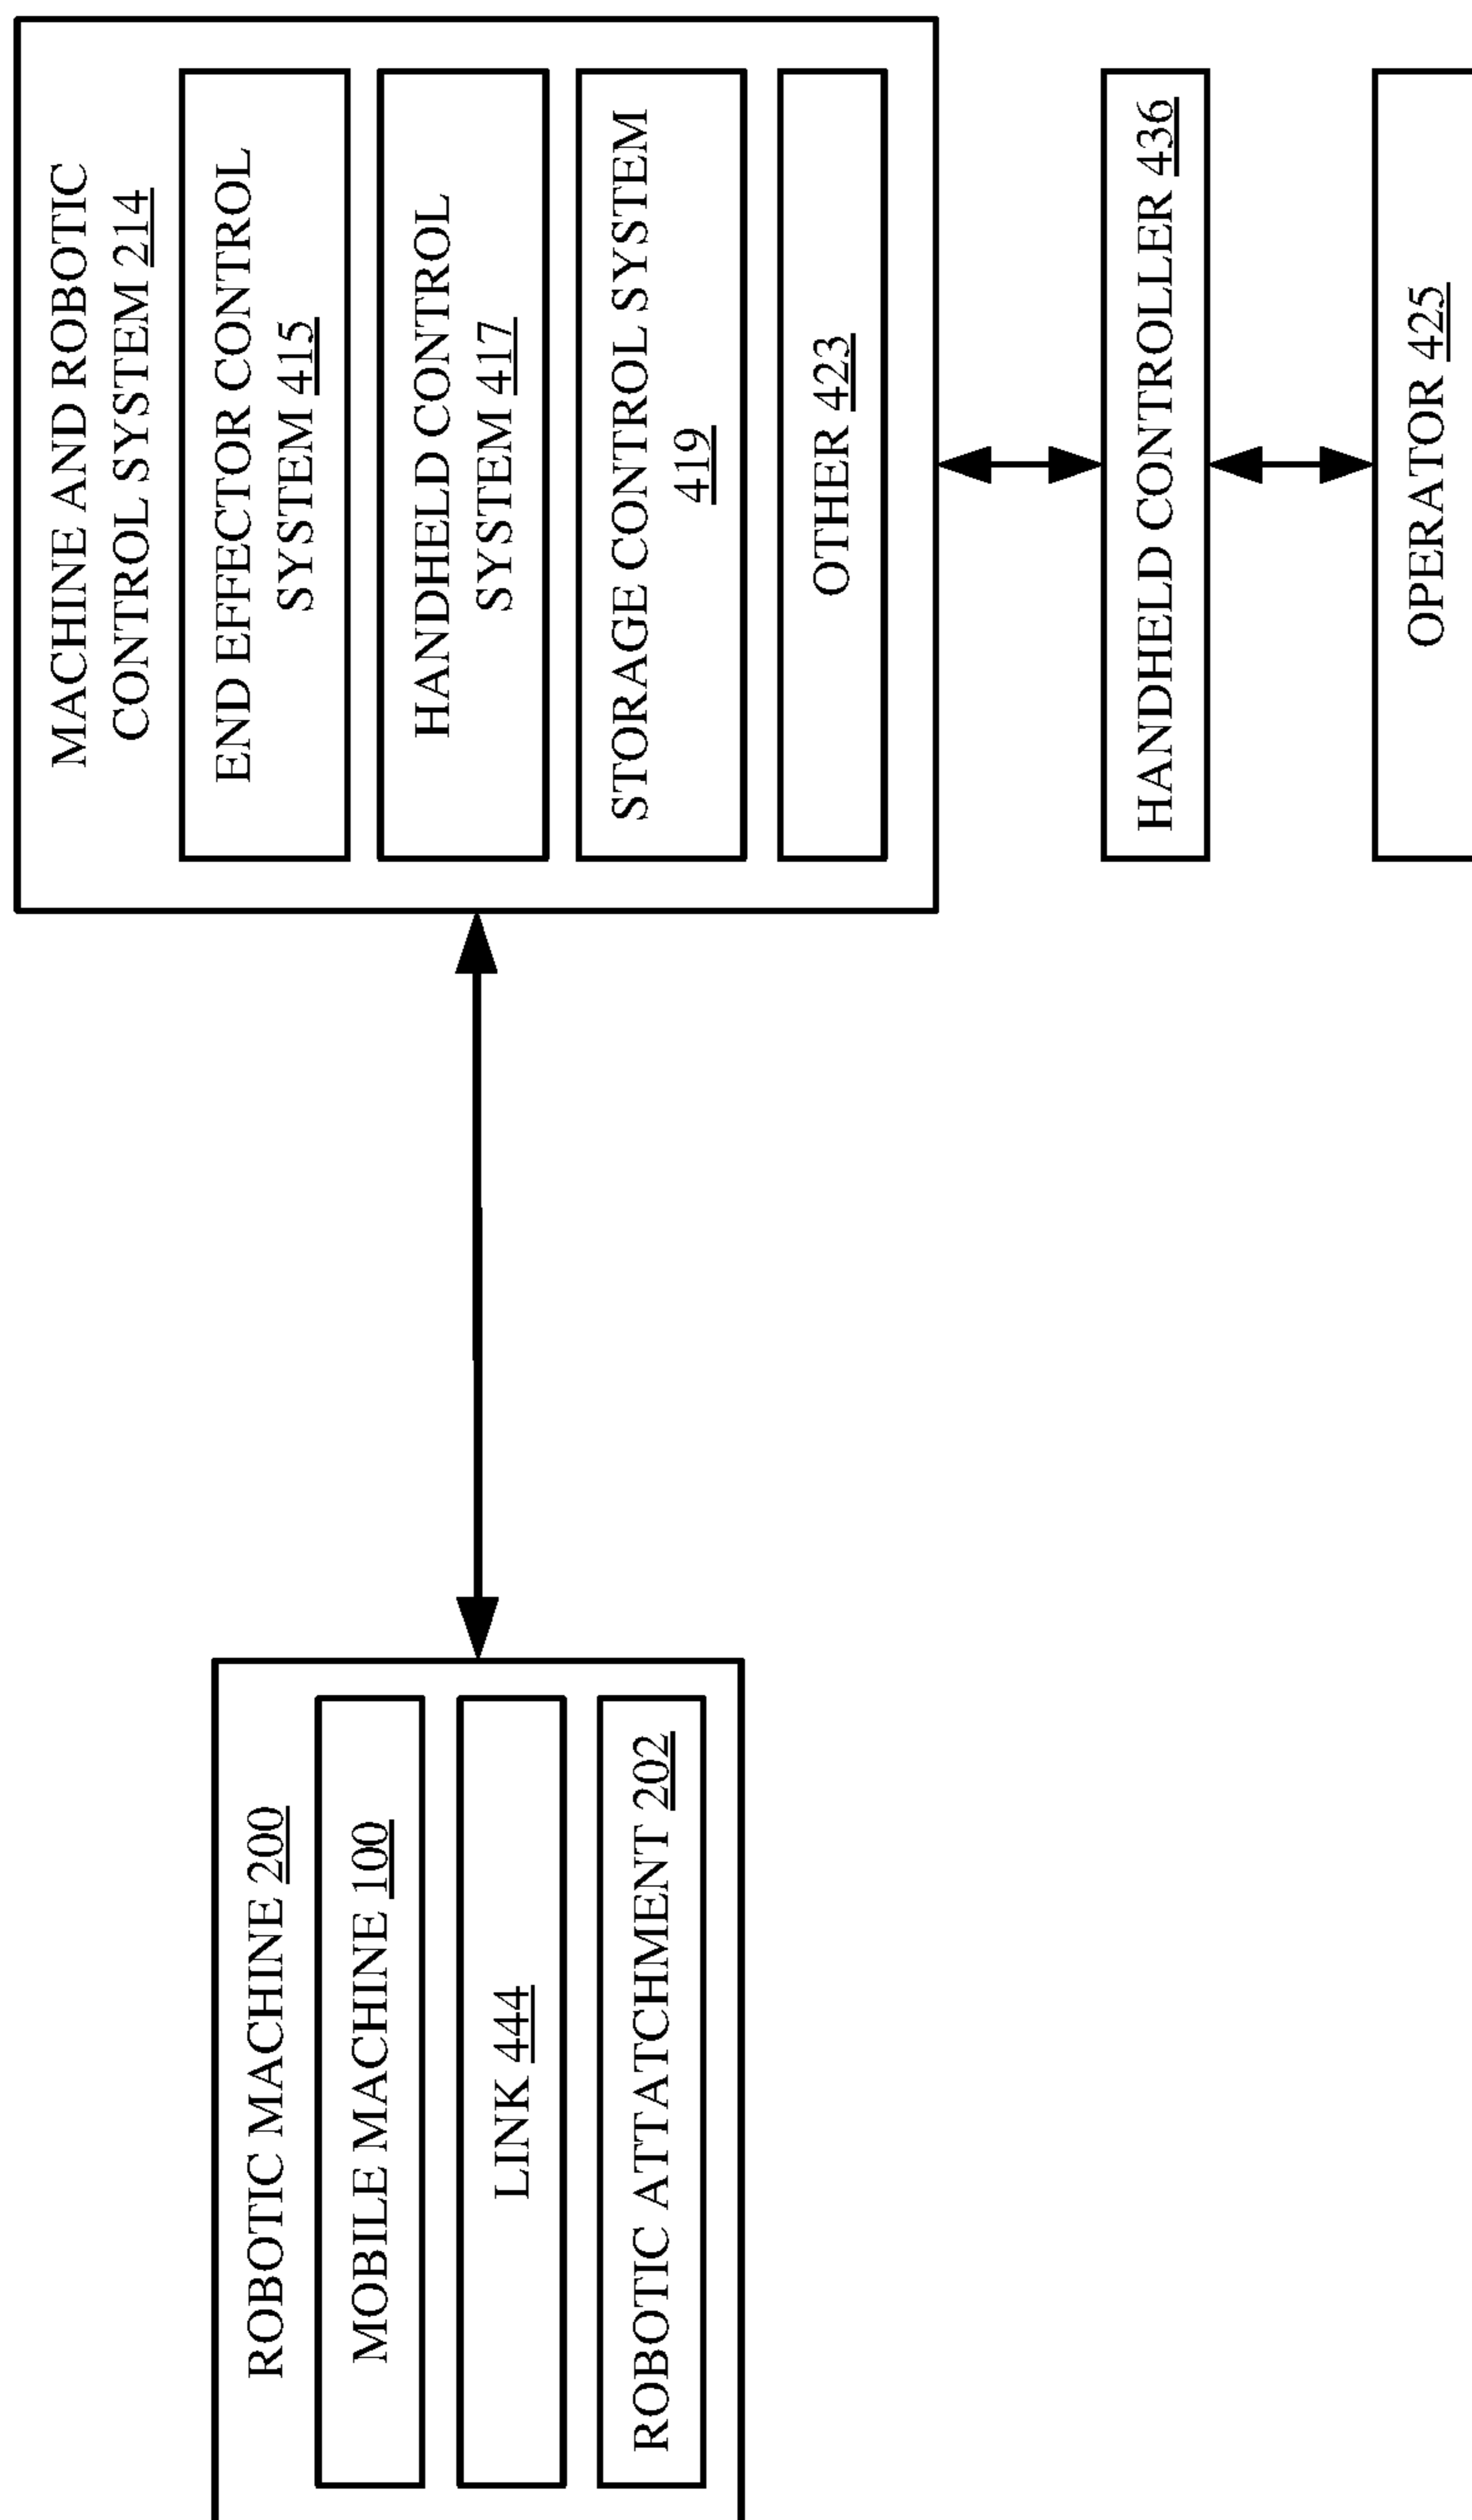 ROBOTIC MACHINE 200
MOBILE MACHINE 100
LINK 444
ROBOTIC ATTATCHMENT 202
MACHINE AND ROBOTIC
CONTROL SYSTEM 214
END EFFECTOR CONTROL
SYSTEM 415
HANDHELD CONTROL
SYSTEM 417
STORAGE CONTROL SYSTEM
419
OTHER 423
HANDHELD CONTROLLER 436
OPERATOR 425